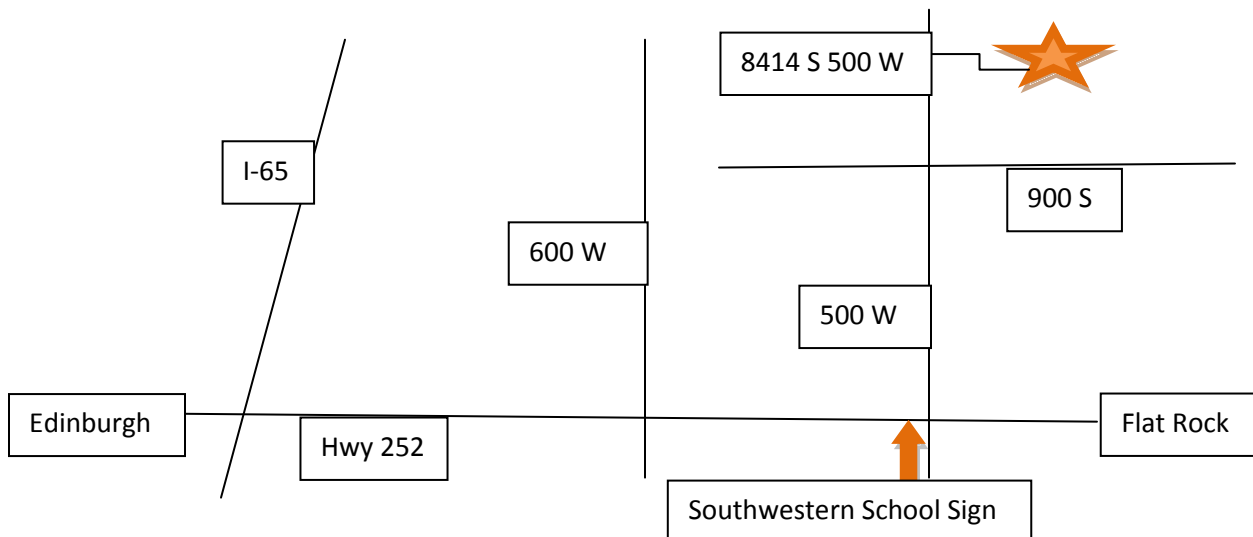 8414 S 500 W
I-65
900 S
600 W
500 W
Edinburgh
Flat Rock
Hwy 252
Southwestern School Sign